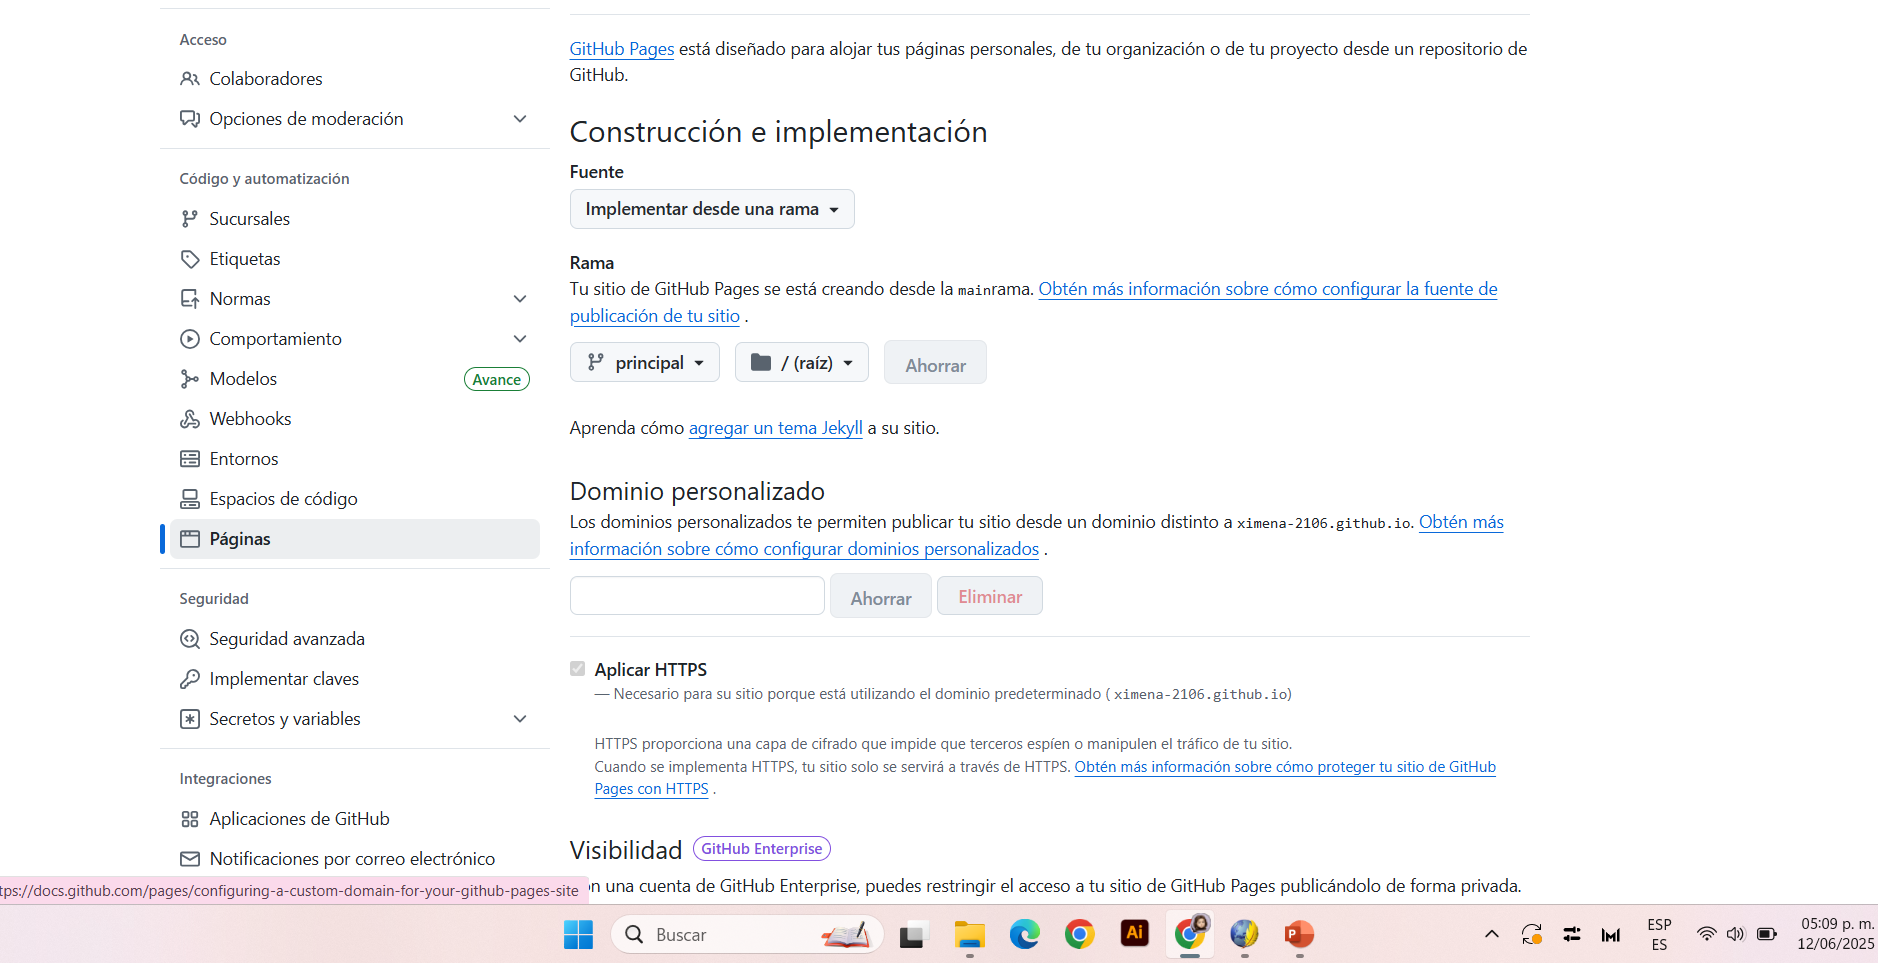 Acceso
Colaboradores
Opciones de moderación
Código y automatización
Sucursales
Etiquetas
Normas
Comportamiento
Modelos
Avance
Webhooks
Entornos
Espacios de código
Páginas
Seguridad
Seguridad avanzada
Implementar claves
Secretos y variables
Integraciones
Aplicaciones de GitHub
Notificaciones por correo electrónico
GitHub Pages está diseñado para alojar tus páginas personales, de tu organización o de tu proyecto desde un repositorio de
GitHub.
Construcción e implementación
Fuente
Implementar desde una rama
Rama
Tu sitio de GitHub Pages se está creando desde la mainrama. Obtén más información sobre cómo configurar la fuente de
publicación de tu sitio .
principal
/ (raíz)
Ahorrar
Aprenda cómo agregar un tema Jekyll a su sitio.
Dominio personalizado
Los dominios personalizados te permiten publicar tu sitio desde un dominio distinto a ximena-2106.github.io. Obtén más
información sobre cómo configurar dominios personalizados .
Ahorrar
Eliminar
Aplicar HTTPS
— Necesario para su sitio porque está utilizando el dominio predeterminado ( ximena-2106.github.io)
HTTPS proporciona una capa de cifrado que impide que terceros espíen o manipulen el tráfico de tu sitio.
Cuando se implementa HTTPS, tu sitio solo se servirá a través de HTTPS. Obtén más información sobre cómo proteger tu sitio de GitHub
Pages con HTTPS .
Visibilidad
GitHub Enterprise
on una cuenta de GitHub Enterprise, puedes restringir el acceso a tu sitio de GitHub Pages publicándolo de forma privada.
tps://docs.github.com/pages/configuring-a-custom-domain-for-your-github-pages-site
Buscar
Ai
P
ESP
ES
05:09 p. m.
12/06/2025